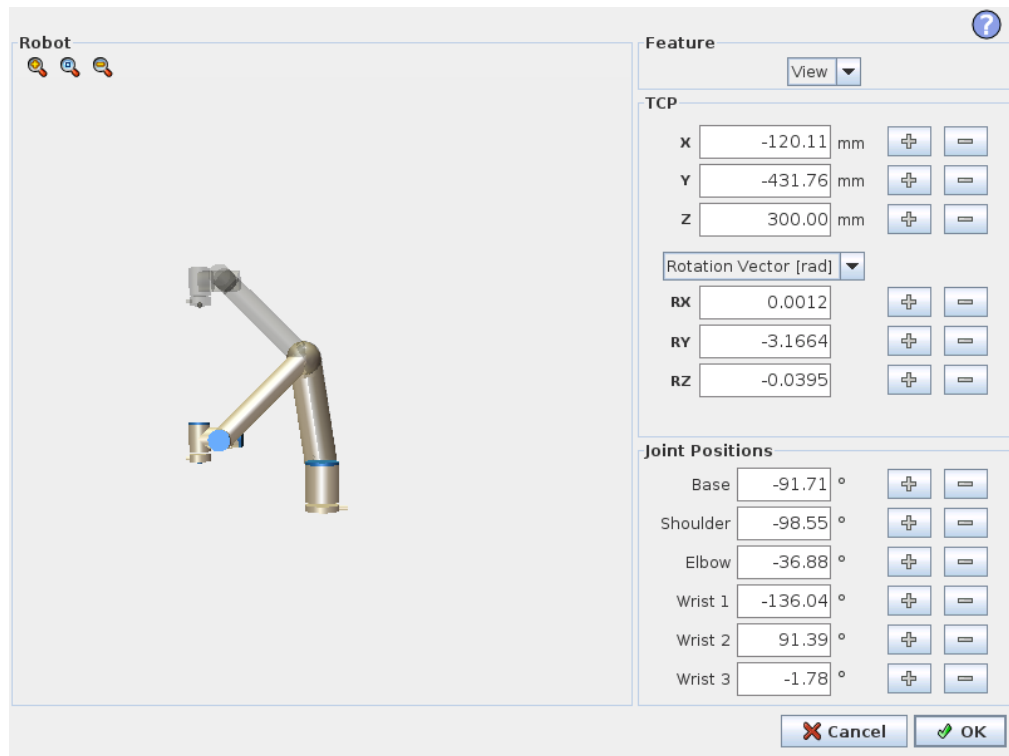 ?
Robot
Feature
View
TCP
X -120.11 mm
Y -431.76 mm
Z 300.00 mm
Rotation Vector [rad]
RX 0.0012
RY -3.1664
RZ -0.0395
Joint Positions
Base -91.71 °
Shoulder -98.55 °
Elbow -36.88 °
Wrist 1 -136.04 °
Wrist 2 91.39 °
Wrist 3 -1.78 °
Cancel OK